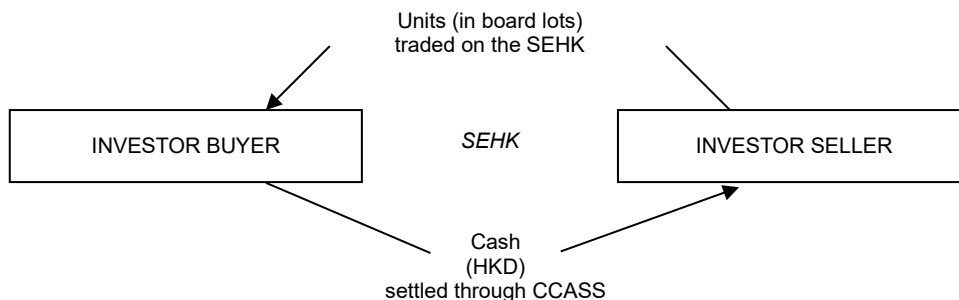 Units (in board lots)
traded on the SEHK
INVESTOR BUYER
SEHK
INVESTOR SELLER
Cash
(HKD)
settled through CCASS